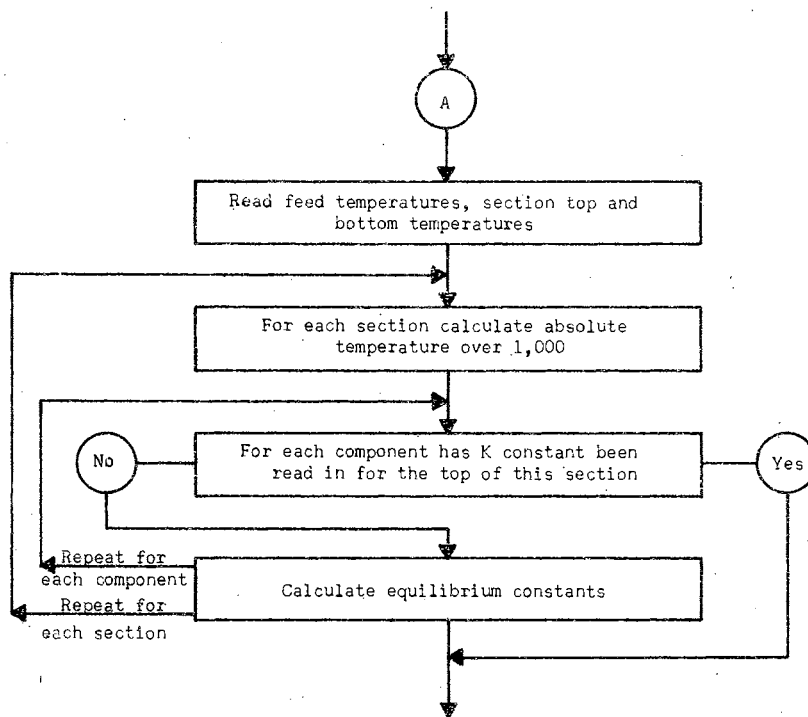 A
Read feed temperatures, section top and
bottom temperatures
For each section calculate absolute
temperature over 1,000
No
For each component has K constant been
read in for the top of this section
Yes
Repeat for
each component
Calculate equilibrium constants
Repeat for
each section